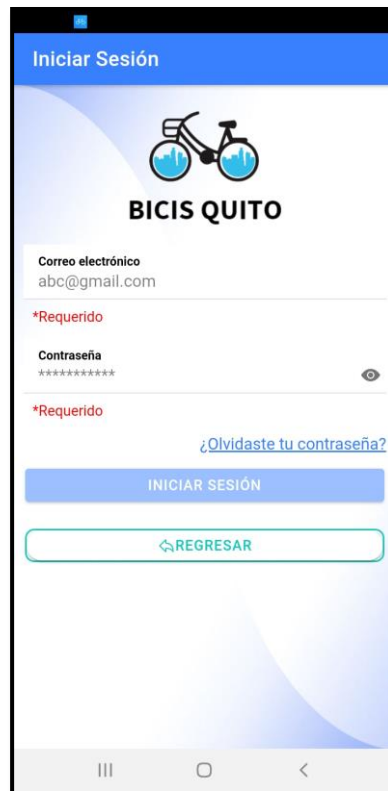 Iniciar Sesión
BICIS QUITO
Correo electrónico
abc@gmail.com
*Requerido
Contraseña
***********
*Requerido
¿Olvidaste tu contraseña?
INICIAR SESIÓN
REGRESAR